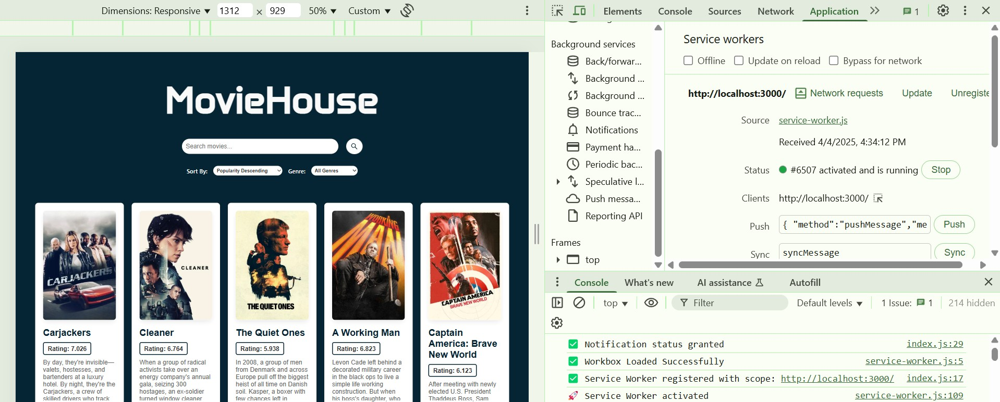 Dimensions: Responsive ▼ 1312 × 929 50% ▼ Custom ▼
MovieHouse
Search movies...
Sort By: Popularity Descending Genre: All Genres
CARJACKERS
Carjackers
Rating: 7.026
By day, they're invisible—
valets, hostesses, and
bartenders at a luxury
hotel. By night, they're the
Carjackers, a crew of
skilled drivers who track
CLEANER
Cleaner
Rating: 6.764
When a group of radical
activists take over an
energy company's annual
gala, seizing 300
hostages, an ex-soldier
turned window cleaner
THE QUIET ONES
The Quiet Ones
Rating: 5.938
In 2008, a group of men
from Denmark and across
Europe pull off the biggest
heist of all time on Danish
soil. Kasper, a boxer with
few chances left in
WORKING
MAN
A Working Man
Rating: 6.823
Levon Cade left behind a
decorated military career
in the black ops to live a
simple life working
construction. But when
his boss's daughter, who
CAPTAIN AMERICA
BRAVE NEW WORLD
Captain
America: Brave
New World
Rating: 6.123
After meeting with newly
elected U.S. President
Thaddeus Ross, Sam
Elements Console Sources Network Application 1
Background services
Back/forwar...
Background ...
Background ...
Bounce trac...
Notifications
Payment ha...
Periodic bac...
Speculative l...
Push messa...
Reporting API
Frames
top
Service workers
Offline Update on reload Bypass for network
http://localhost:3000/ Network requests Update Unregiste
Source service-worker.js
Received 4/4/2025, 4:34:12 PM
Status #6507 activated and is running Stop
Clients http://localhost:3000/
Push { "method":"pushMessage","me Push
Sync syncMessage Sync
Console What's new AI assistance Autofill
top ▼ Filter Default levels ▼ 1 Issue: 1 214 hidden
✅ Notification status granted index.js:29
✅ Workbox Loaded Successfully service-worker.js:5
✅ Service Worker registered with scope: http://localhost:3000/ index.js:17
🚀 Service Worker activated service-worker.js:109